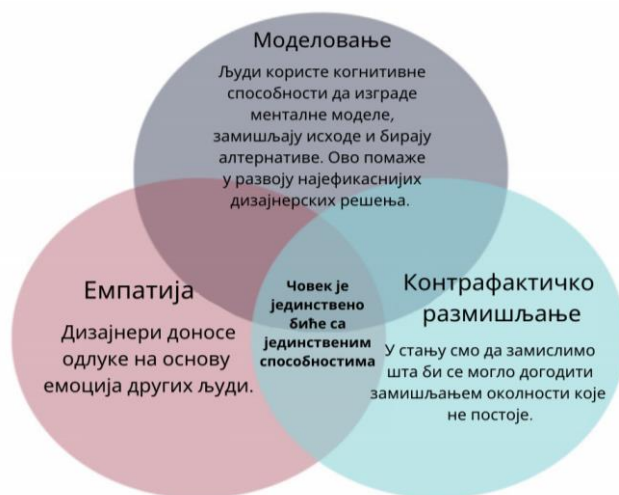 Моделовање
Људи користе когнитивне
способности да изграде
менталне моделе,
замишљају исходе и бирају
алтернативе. Ово помаже
у развоју најефикаснијих
дизајнерских решења.
Емпатија
Дизајнери доносе
одлуке на основу
емоција других људи.
Човек је
јединствено
биће са
јединственим
способностима
Контрафактичко
размишљање
У стању смо да замислимо
шта би се могло догодити
замишљањем околности које
не постоје.